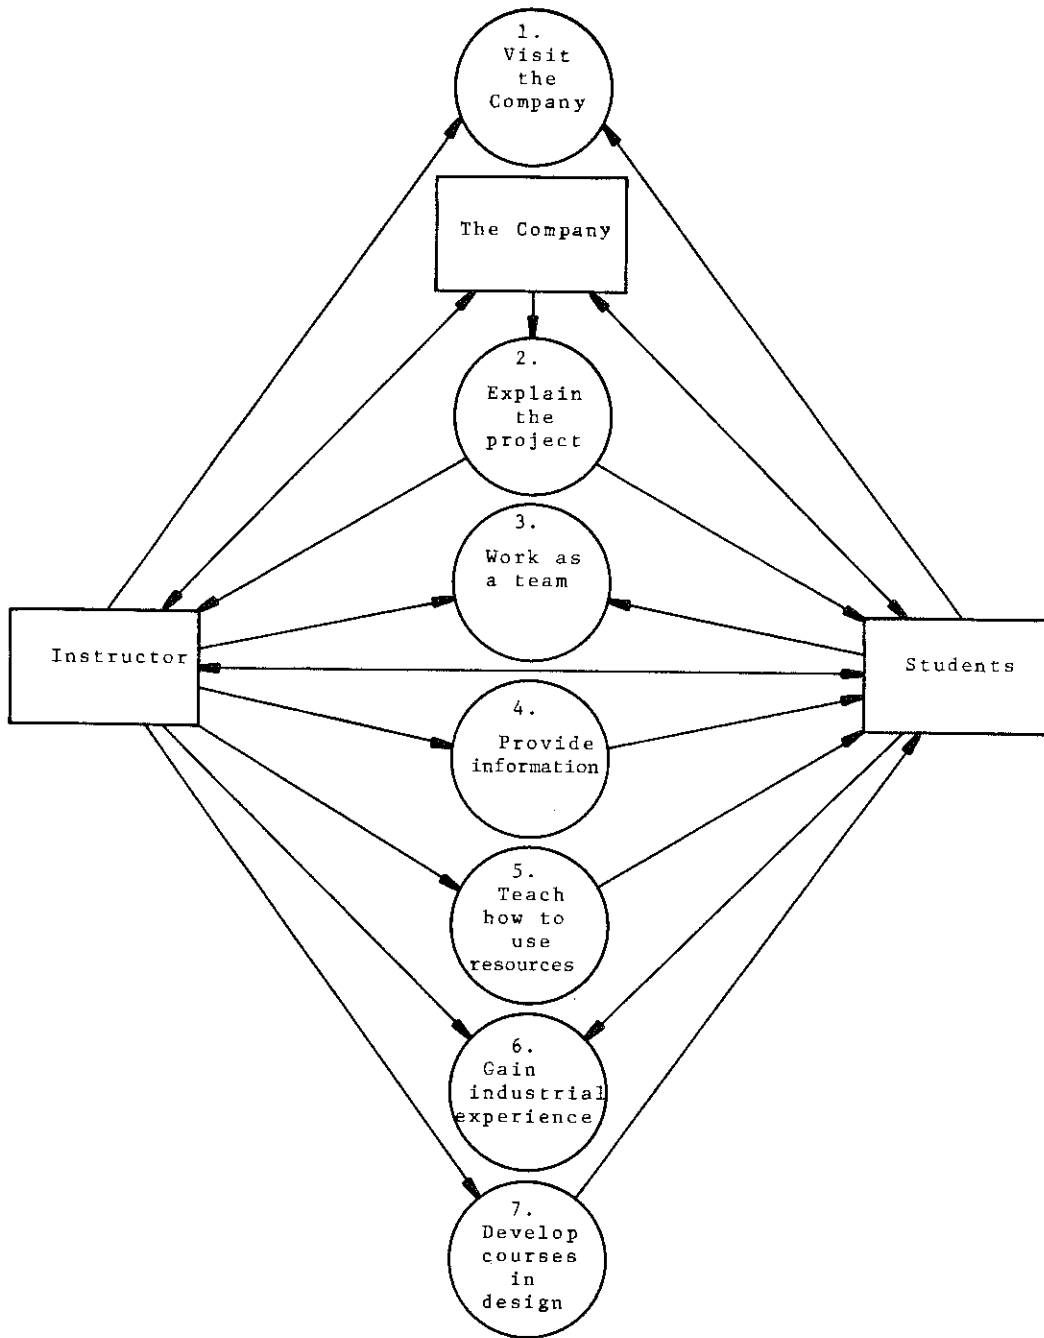 1.
Visit
the
Company
The Company
2.
Explain
the
project
3.
Work as
a team
Instructor
Students
4.
Provide
information
5.
Teach
how to
use
resources
6.
Gain
industrial
experience
7.
Develop
courses
in
design